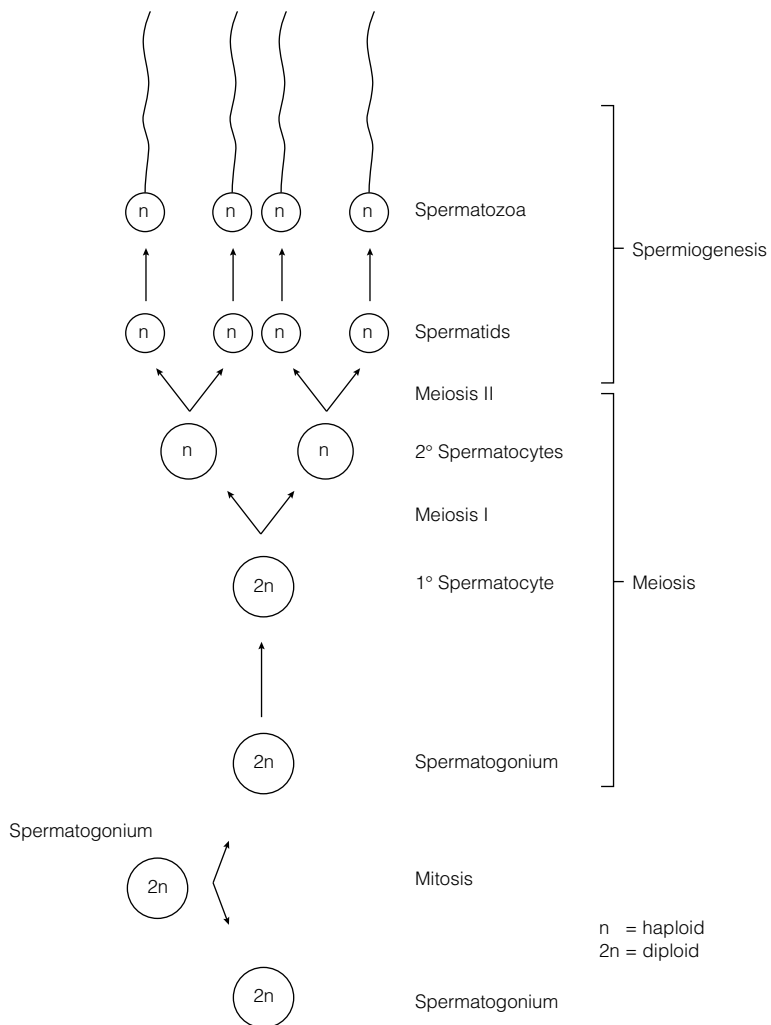 n n n n Spermatozoa
Spermiogenesis
n n n n Spermatids
Meiosis II
n n 2° Spermatocytes
Meiosis I
2n 1° Spermatocyte Meiosis
2n Spermatogonium
Spermatogonium
2n Mitosis
n = haploid
2n = diploid
2n Spermatogonium